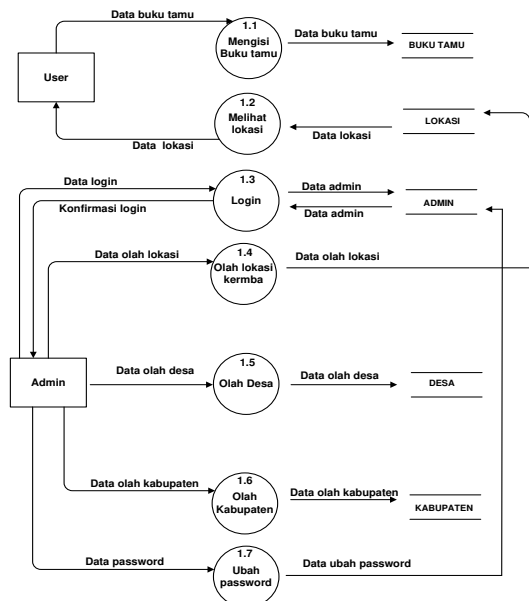 Data buku tamu
1.1
Mengisi
Buku tamu
Data buku tamu
BUKU TAMU
User
1.2
Melihat
lokasi
Data lokasi
Data lokasi
LOKASI
Data login
Konfirmasi login
1.3
Login
Data admin
Data admin
ADMIN
Data olah lokasi
1.4
Olah lokasi
kermba
Data olah lokasi
Admin
Data olah desa
1.5
Olah Desa
Data olah desa
DESA
Data olah kabupaten
1.6
Olah
Kabupaten
Data olah kabupaten
KABUPATEN
Data password
1.7
Ubah
password
Data ubah password